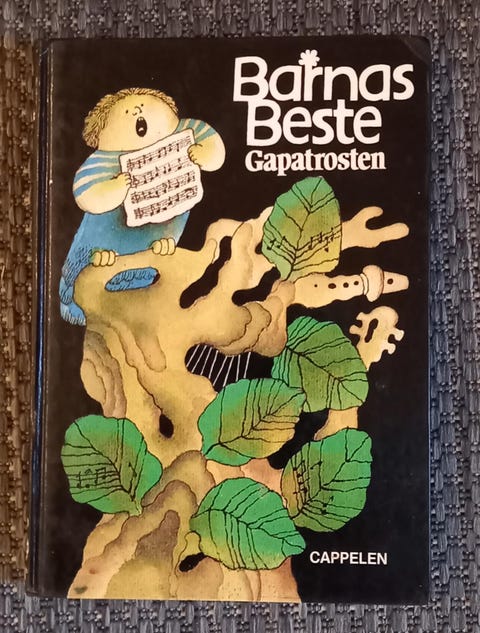 Barnas
Beste
Gapatrosten
CAPPELEN